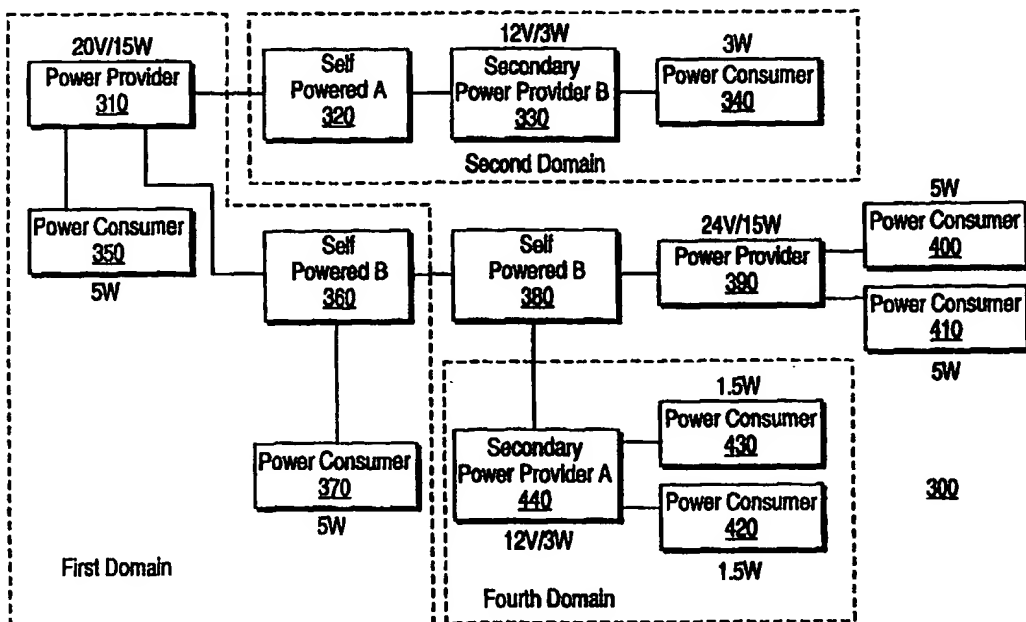 20V/15W
Power Provider
310
Self
Powered A
320
12V/3W
Secondary
Power Provider B
330
3W
Power Consumer
340
Second Domain
Power Consumer
350
5W
Self
Powered B
360
Self
Powered B
380
24V/15W
Power Provider
390
5W
Power Consumer
400
Power Consumer
410
5W
Power Consumer
370
5W
Secondary
Power Provider A
440
12V/3W
1.5W
Power Consumer
430
Power Consumer
420
1.5W
300
First Domain
Fourth Domain